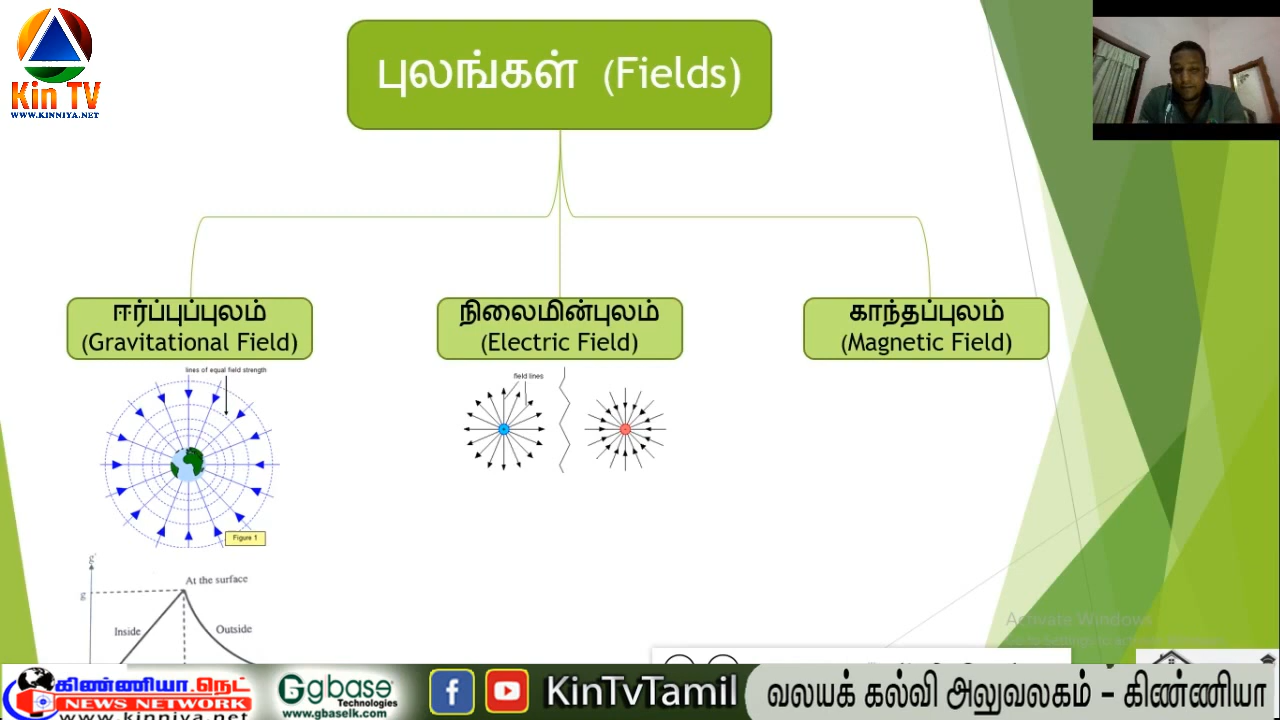 Kin TV
WWW.KINNIYA.NET
புலங்கள் (Fields)
ஈர்ப்புப்புலம்
(Gravitational Field)
நிலைமின்புலம்
(Electric Field)
காந்தப்புலம்
(Magnetic Field)
lines of equal field strength
Figure 1
field lines
At the surface
Inside
Outside
Activate Windows
கிண்ணியா.நெட்
NEWS NETWORK
www.kinniya.net
Ggbase
Technologies
www.gbaselk.com
KinTvTamil
வலயக் கல்வி அலுவலகம் - கிண்ணியா